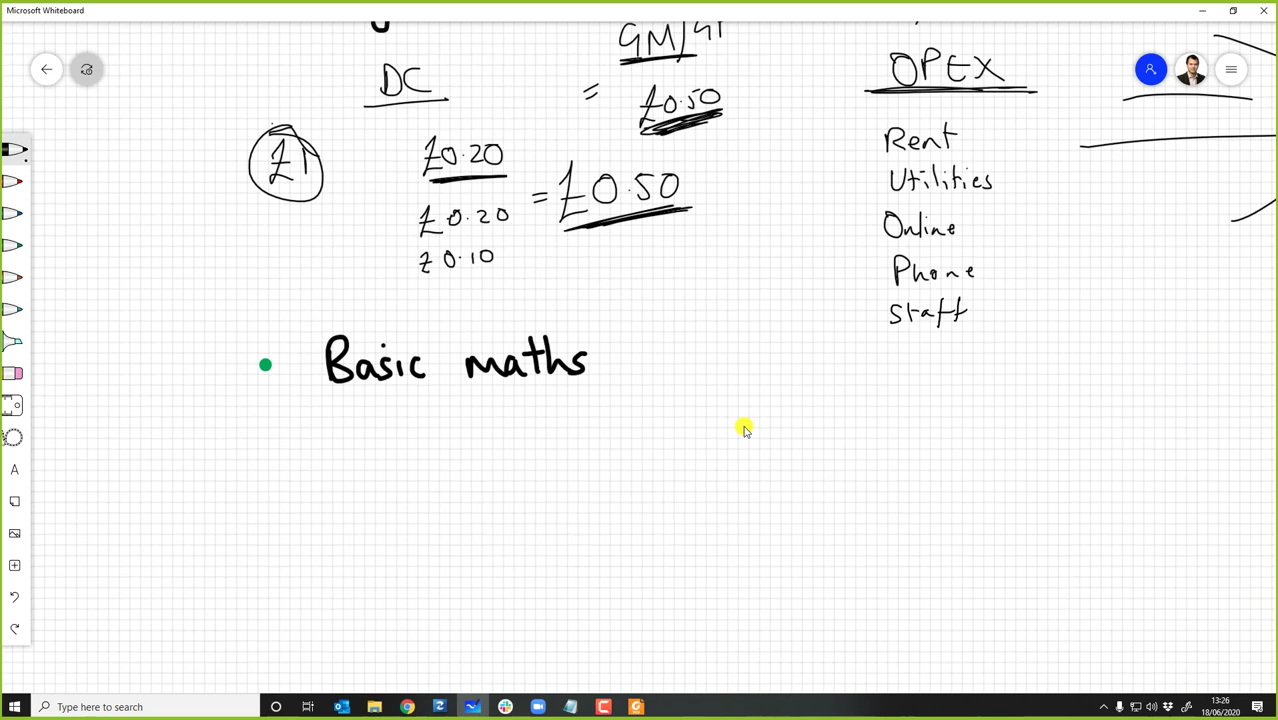 Microsoft Whiteboard
GM/
DC
OPEX
= £0.50
£1
£0.20
= £0.50
£0.20
£0.10
Rent
Utilities
Online
Phone
Staff
• Basic maths
A
Type here to search
13:26
18/06/2020